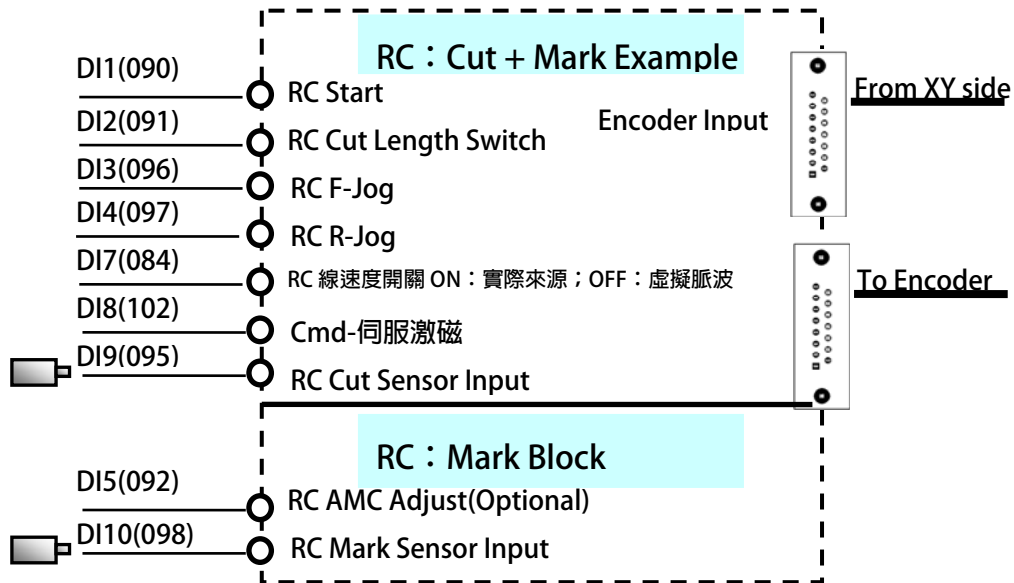 RC：Cut + Mark Example
DI1(090)
RC Start
DI2(091)
RC Cut Length Switch
DI3(096)
RC F-Jog
DI4(097)
RC R-Jog
DI7(084)
RC 線速度開關 ON：實際來源；OFF：虛擬脈波
DI8(102)
Cmd-伺服激磁
DI9(095)
RC Cut Sensor Input
Encoder Input
From XY side
To Encoder
RC：Mark Block
DI5(092)
RC AMC Adjust(Optional)
DI10(098)
RC Mark Sensor Input